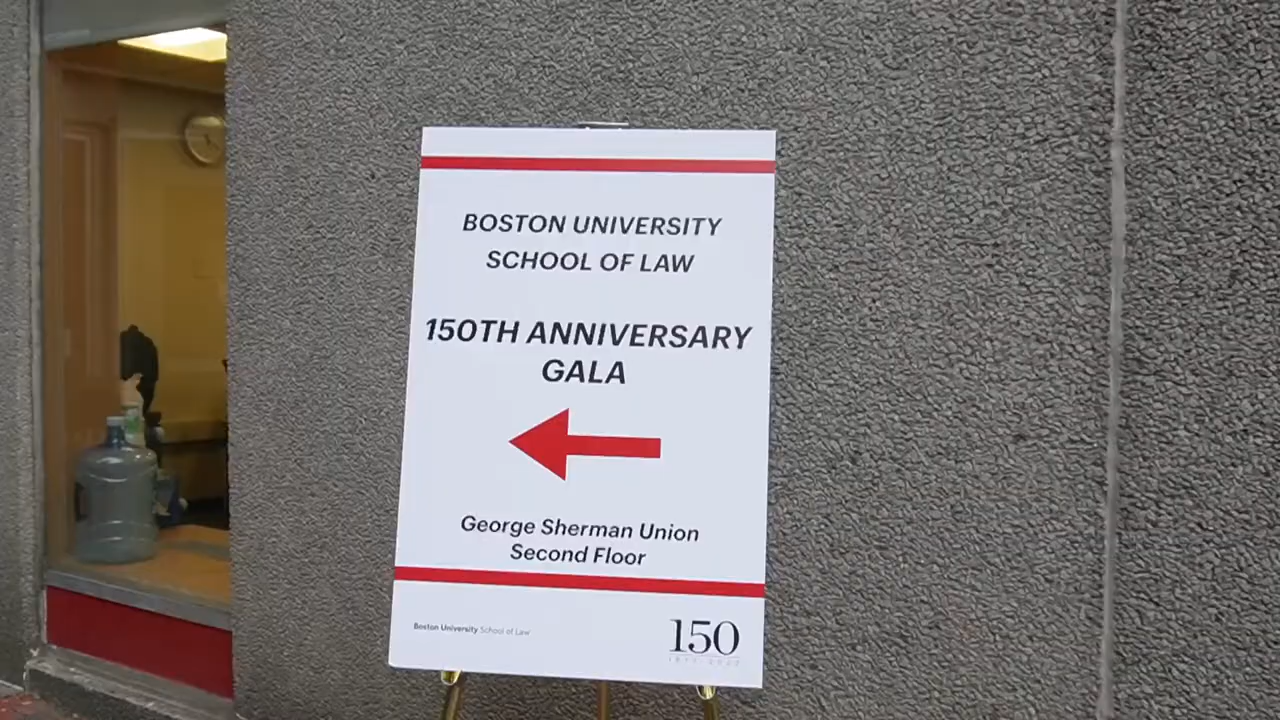 BOSTON UNIVERSITY
SCHOOL OF LAW
150TH ANNIVERSARY
GALA
George Sherman Union
Second Floor
Boston University School of Law
150